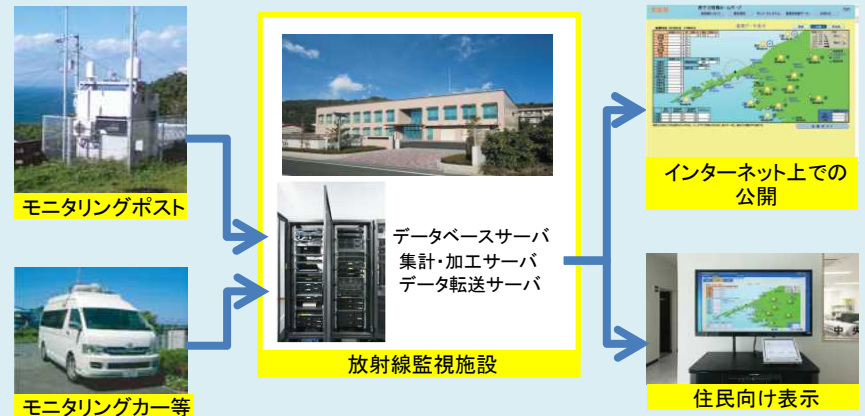 モニタリングポスト
モニタリングカー等
データベースサーバ
集計・加工サーバ
データ転送サーバ
放射線監視施設
インターネット上での
公開
住民向け表示